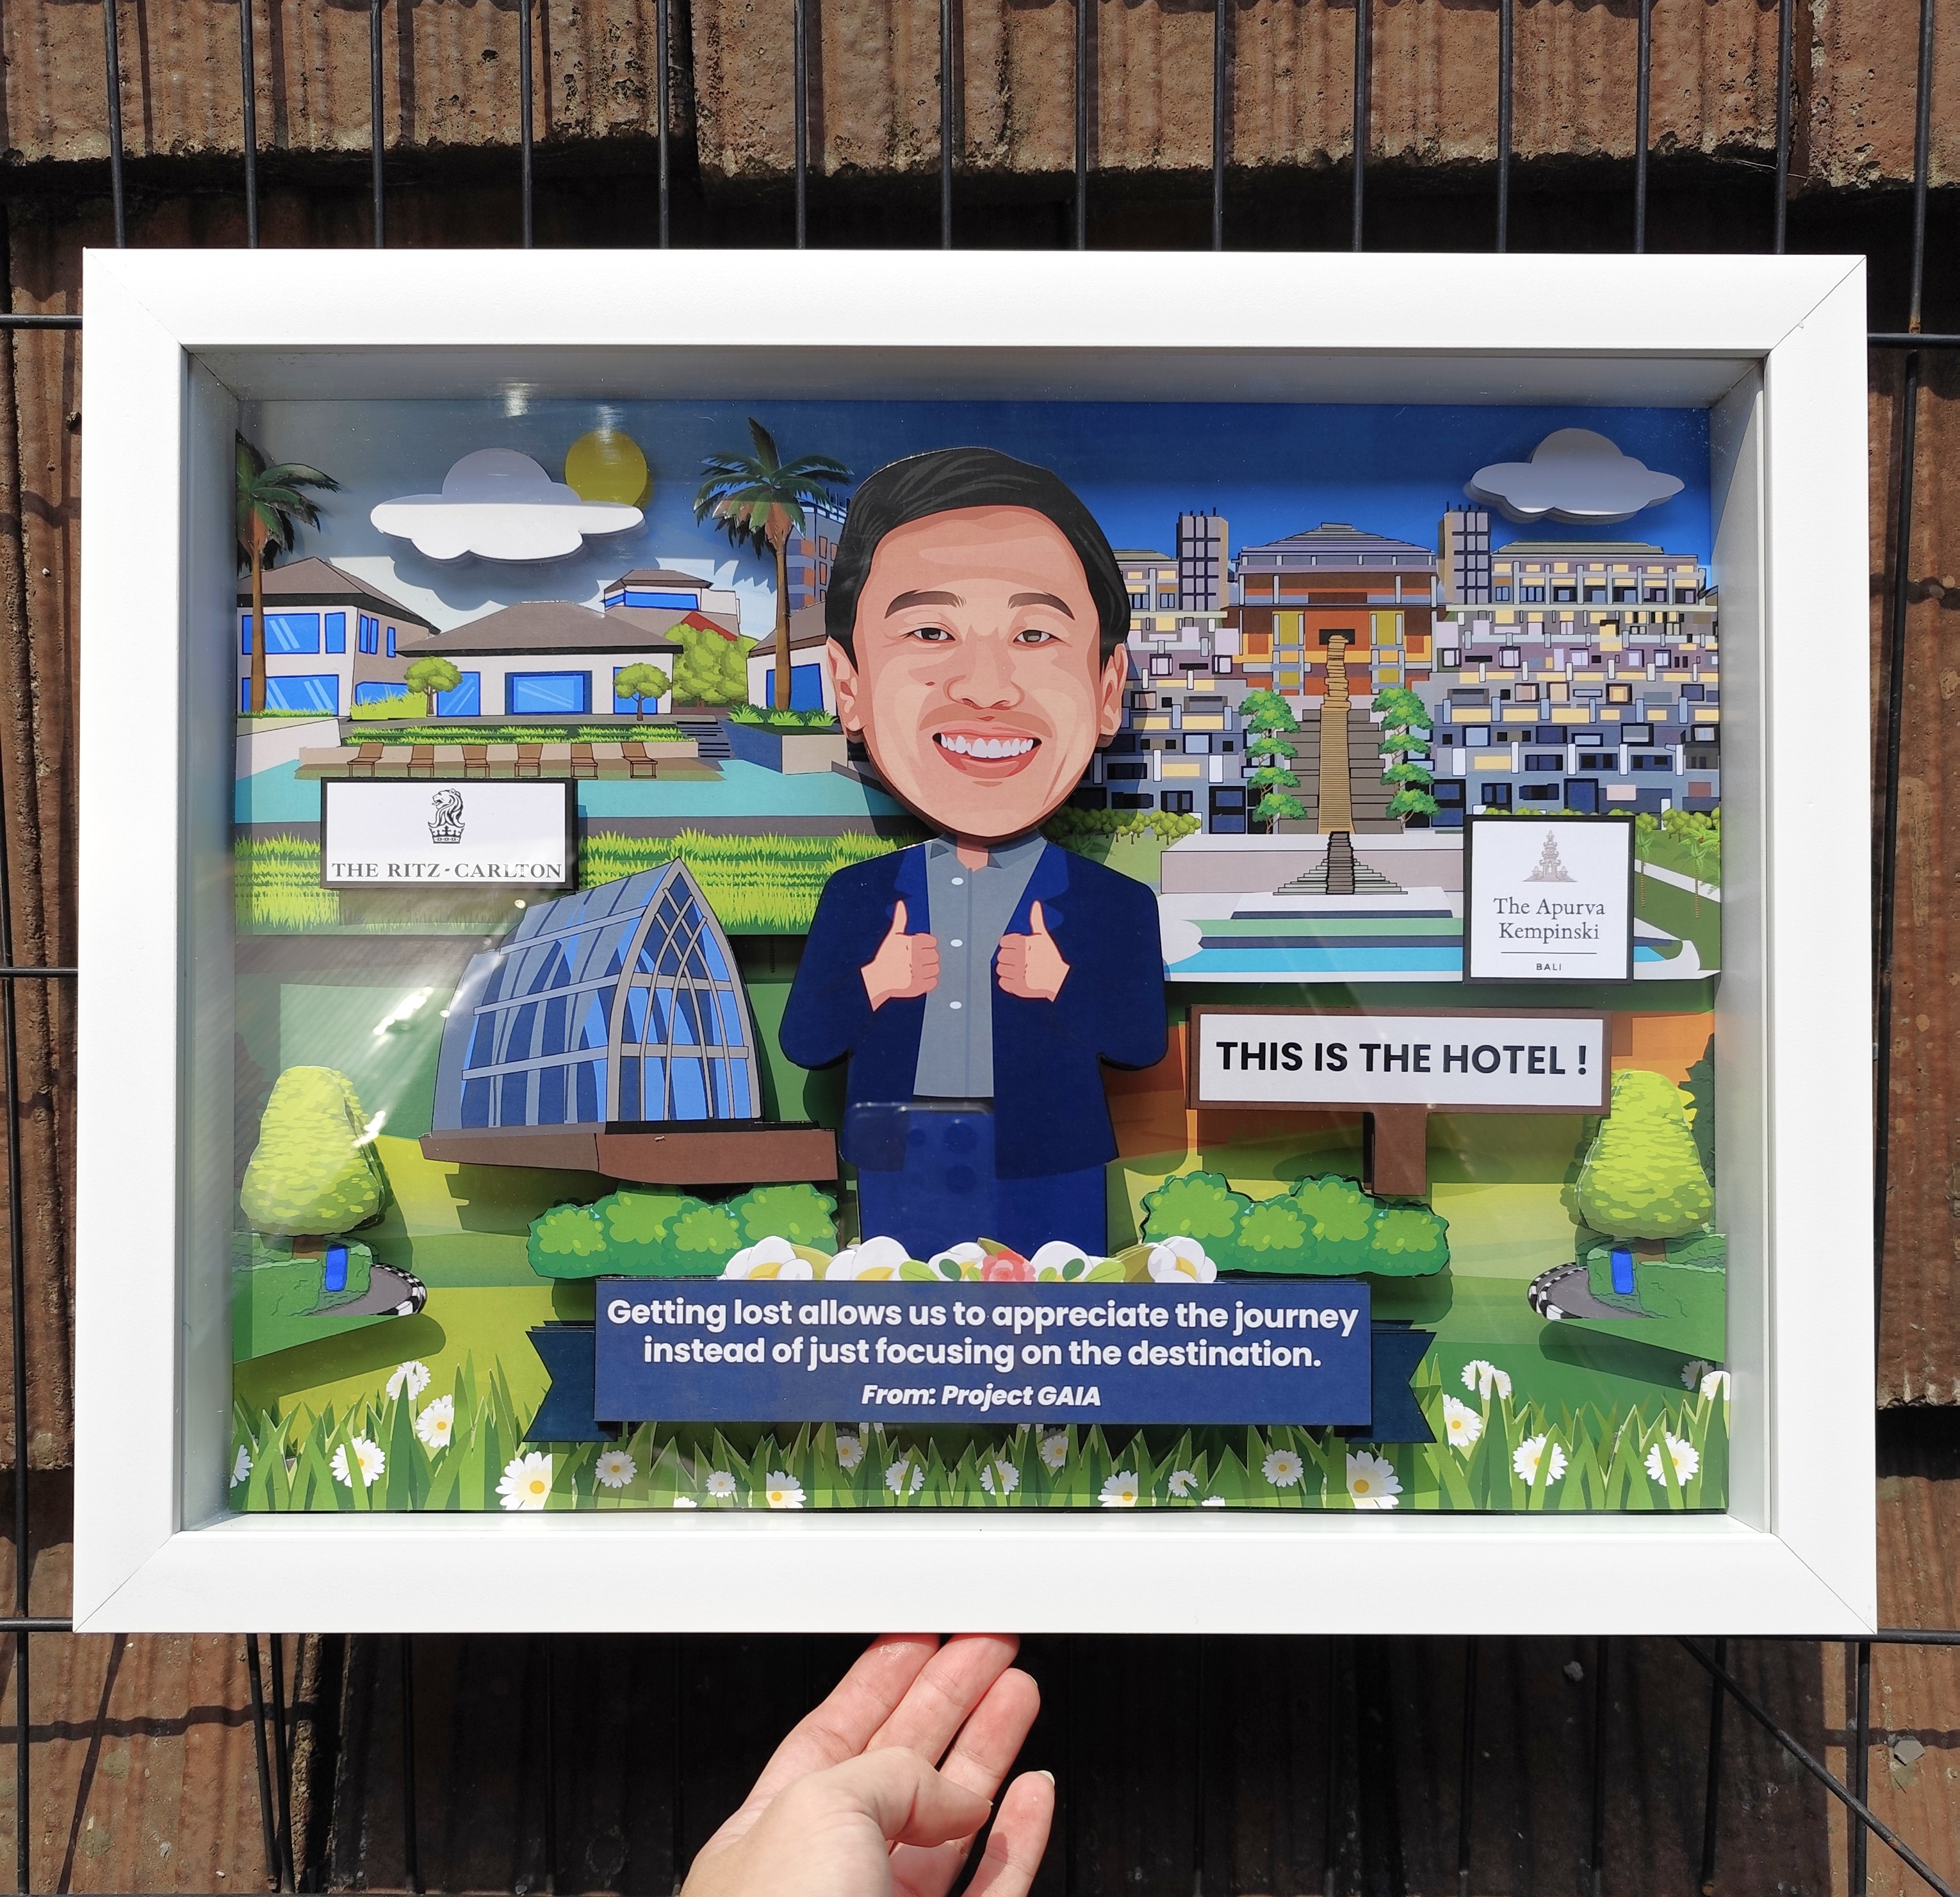 THE RITZ-CARLTON
The Apurva
Kempinski
BALI
THIS IS THE HOTEL !
Getting lost allows us to appreciate the journey
instead of just focusing on the destination.
From: Project GAIA